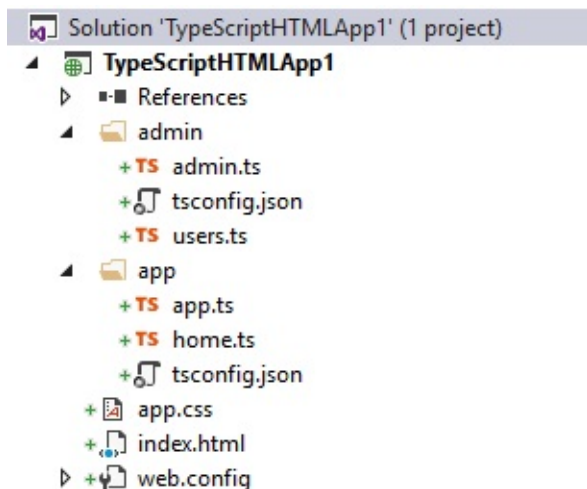 Solution 'TypeScriptHTMLApp1' (1 project)
TypeScriptHTMLApp1
References
admin
TS admin.ts
tsconfig.json
TS users.ts
app
TS app.ts
TS home.ts
tsconfig.json
app.css
index.html
web.config